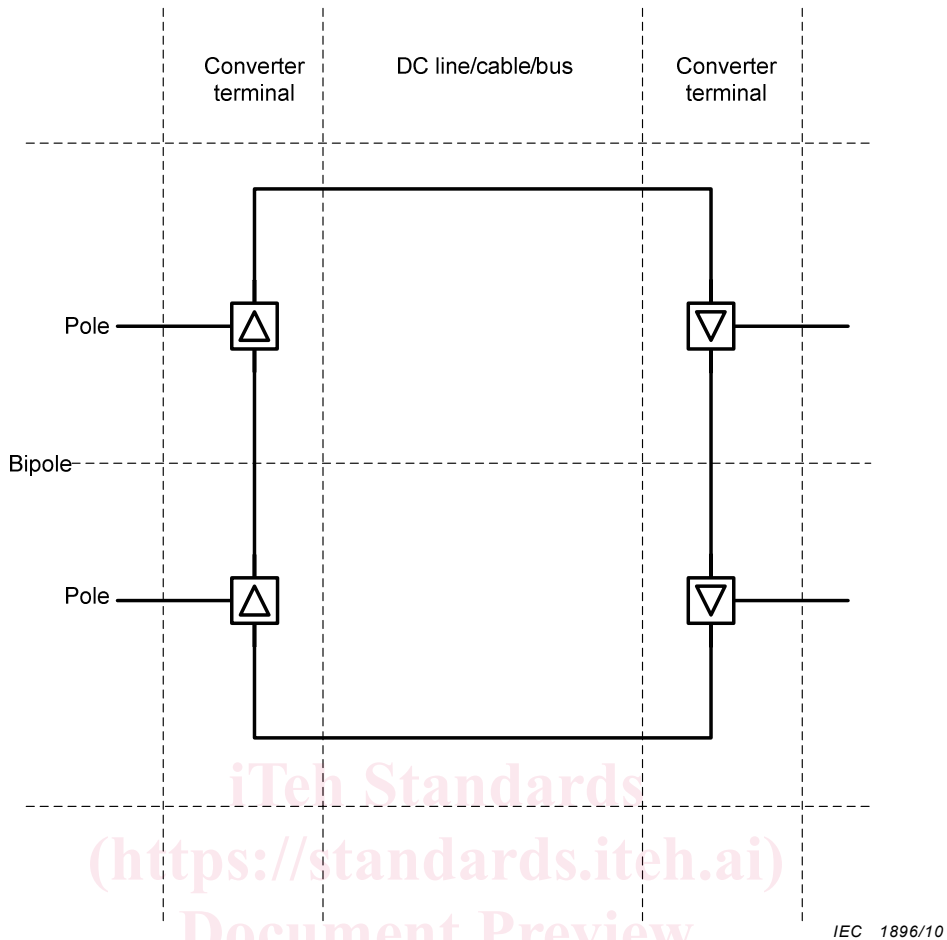 Converter
terminal
DC line/cable/bus
Converter
terminal
Pole
Bipole
Pole
iTeh Standards
(https://standards.iteh.ai)
Document Preview
IEC 1896/10